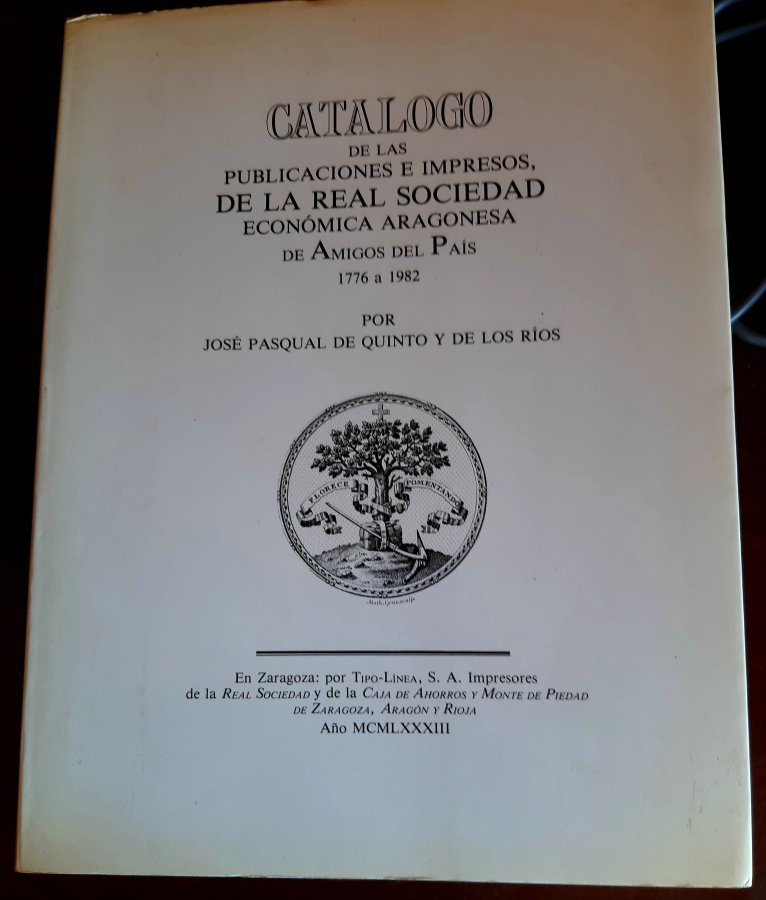 CATALOGO
DE LAS
PUBLICACIONES E IMPRESOS,
DE LA REAL SOCIEDAD
ECONÓMICA ARAGONESA
DE AMIGOS DEL PAÍS
1776 a 1982
POR
JOSÉ PASQUAL DE QUINTO Y DE LOS RÍOS
FLORECE FOMENTANDO
En Zaragoza: por TIPO-LÍNEA, S. A. Impresores
de la REAL SOCIEDAD y de la CAJA DE AHORROS Y MONTE DE PIEDAD
DE ZARAGOZA, ARAGÓN Y RIOJA
Año MCMLXXXIII